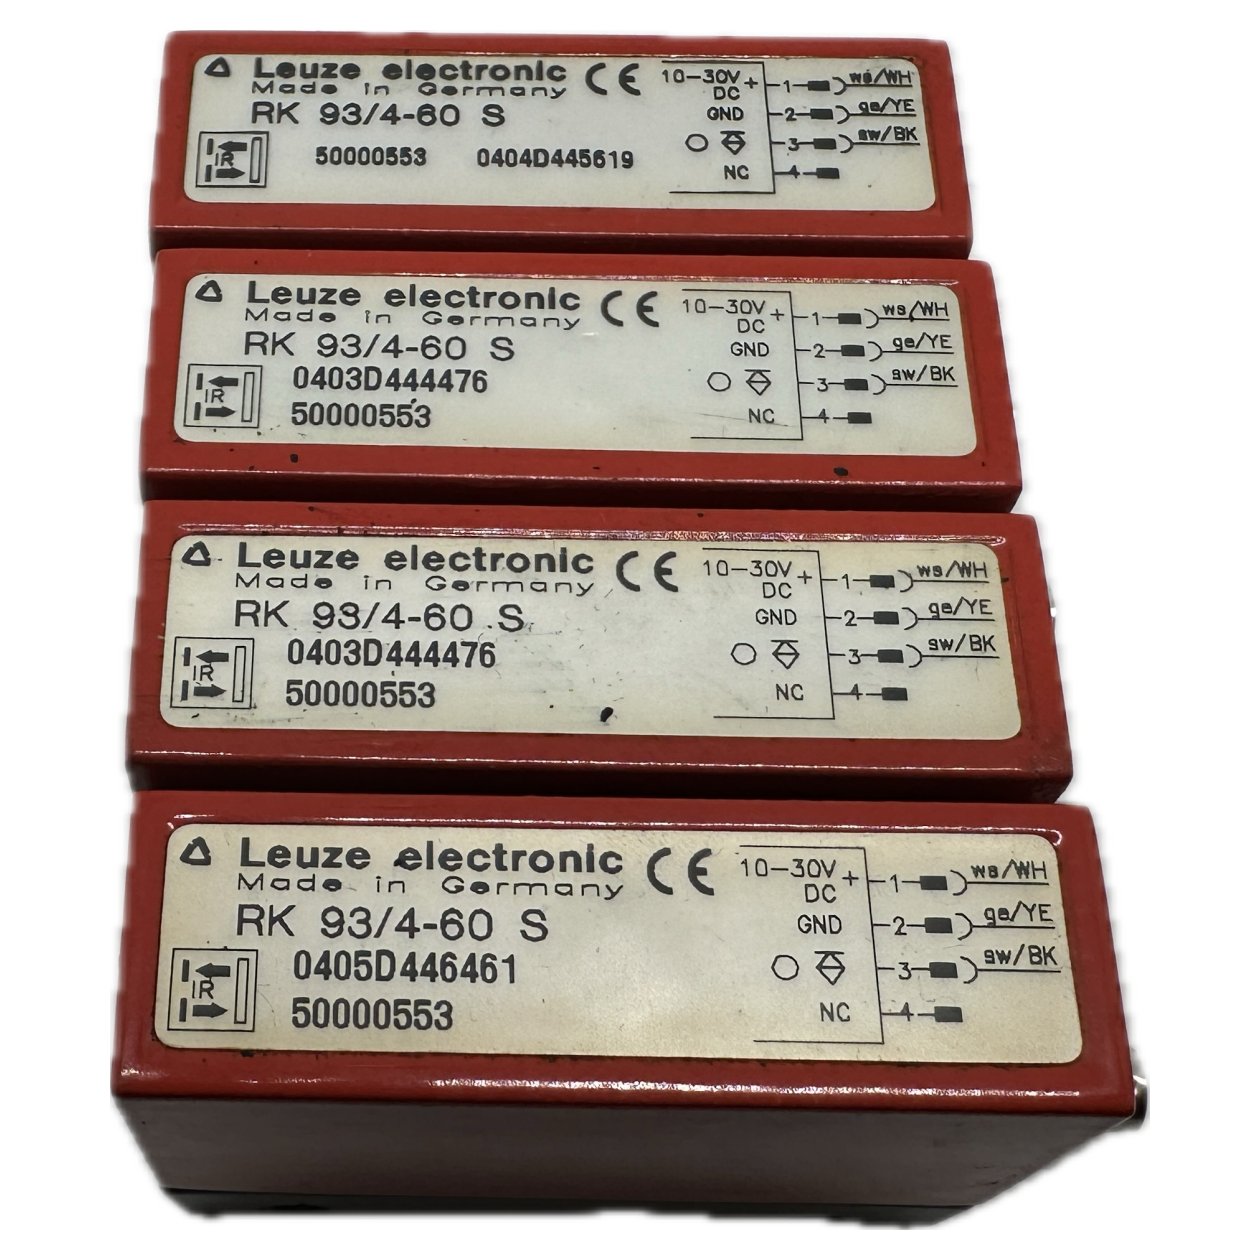 Leuze electronic CE
Made in Germany
RK 93/4-60 S
IR
50000553 0404D445619
10-30V + 1 ws/WH
DC
GND 2 ge/YE
3 sw/BK
NC 4
Leuze electronic CE
Made in Germany
RK 93/4-60 S
IR
0403D444476
50000553
10-30V + 1 ws/WH
DC
GND 2 ge/YE
3 sw/BK
NC 4
Leuze electronic CE
Made in Germany
RK 93/4-60 S
IR
0403D444476
50000553
10-30V + 1 ws/WH
DC
GND 2 ge/YE
3 sw/BK
NC 4
Leuze electronic CE
Made in Germany
RK 93/4-60 S
IR
0405D446461
50000553
10-30V + 1 ws/WH
DC
GND 2 ge/YE
3 sw/BK
NC 4